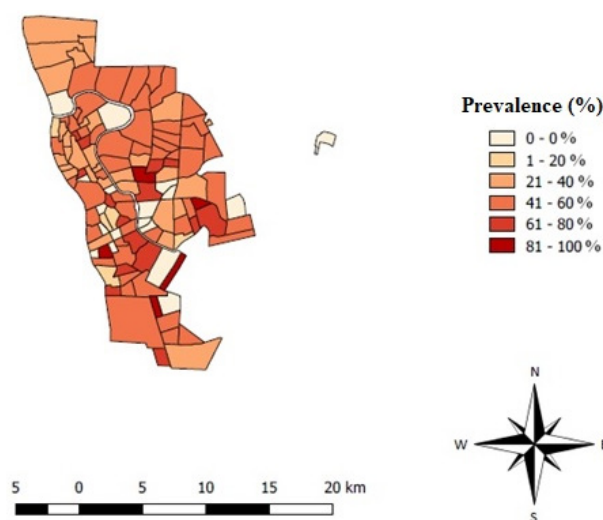 Prevalence (%)
0 - 0 %
1 - 20 %
21 - 40 %
41 - 60 %
61 - 80 %
81 - 100 %
N
W
S
5 0 5 10 15 20 km